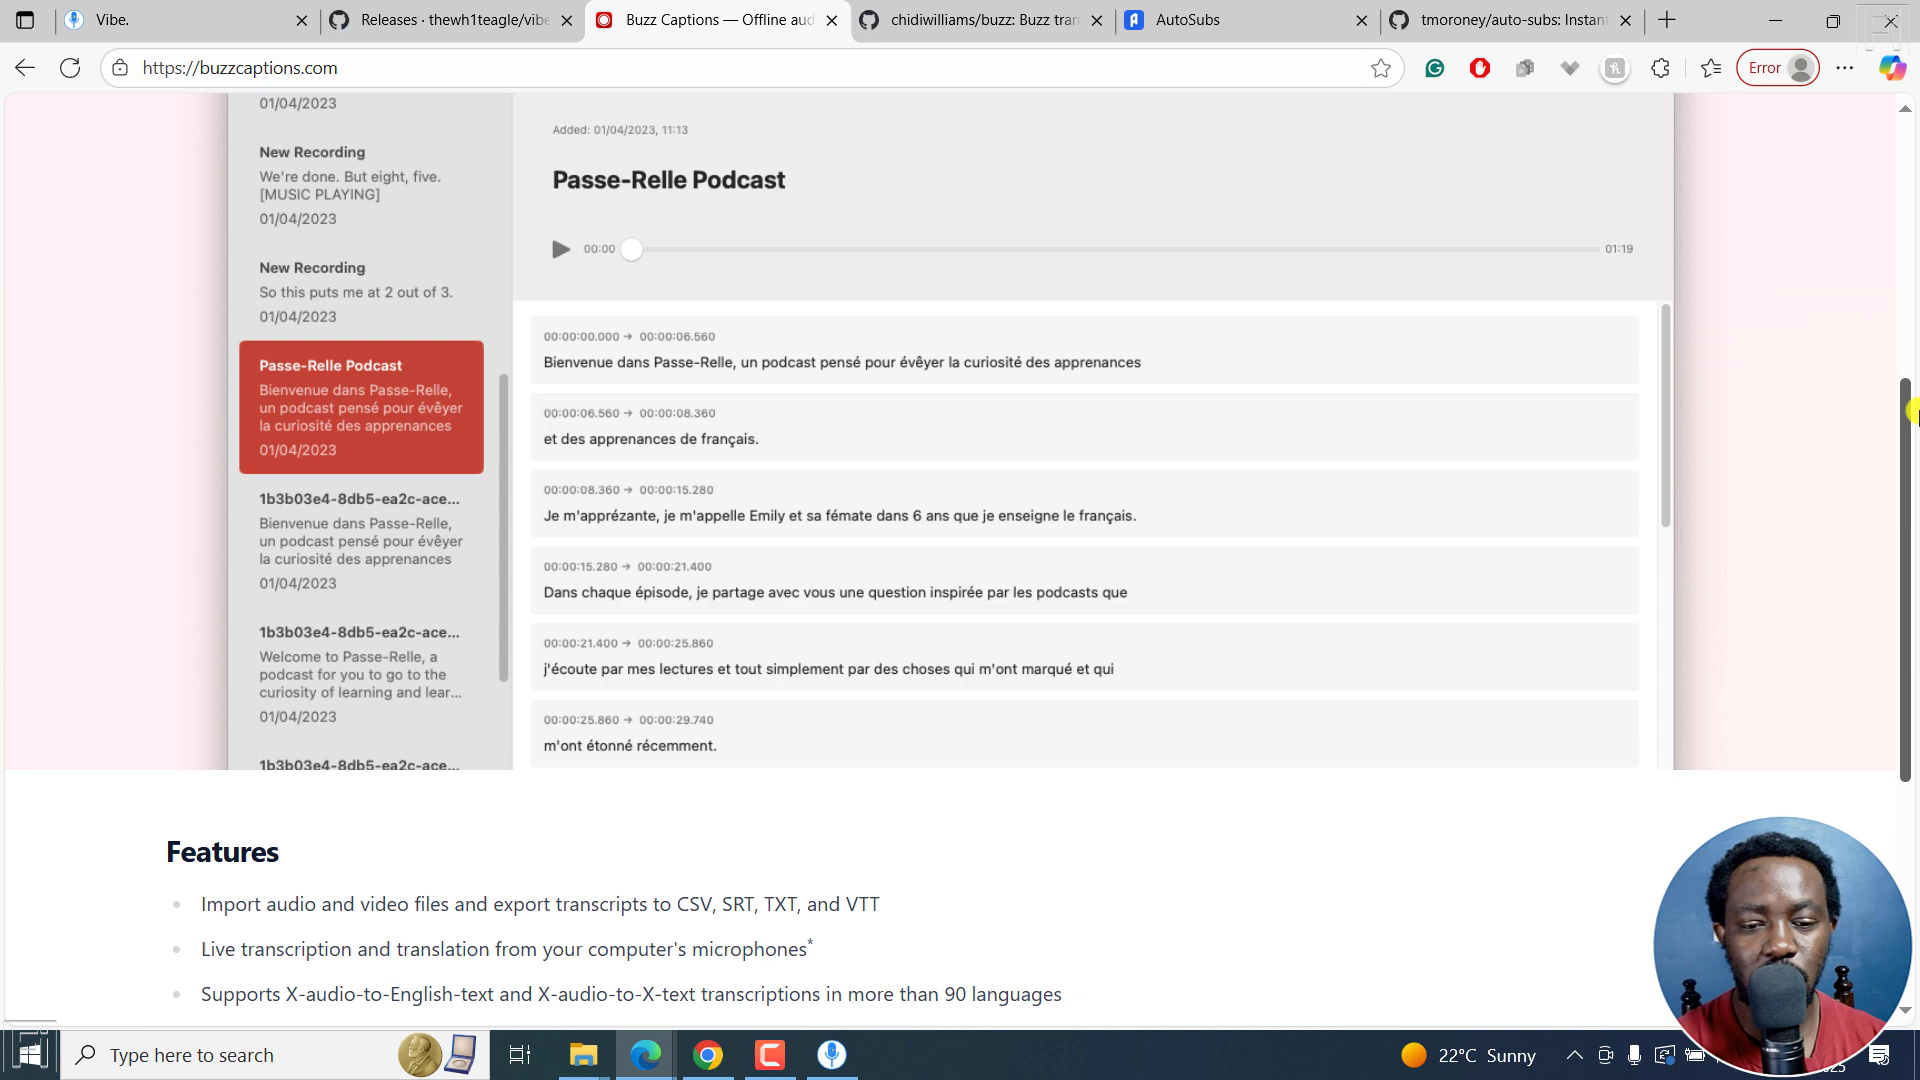 Vibe.
Releases · thewh1teagle/vibe
Buzz Captions — Offline aud
chidiwilliams/buzz: Buzz tran
AutoSubs
tmoroney/auto-subs: Instant
https://buzzcaptions.com
Error
01/04/2023
New Recording
We're done. But eight, five.
[MUSIC PLAYING]
01/04/2023
New Recording
So this puts me at 2 out of 3.
01/04/2023
Passe-Relle Podcast
Bienvenue dans Passe-Relle,
un podcast pensé pour évêyer
la curiosité des apprenances
01/04/2023
1b3b03e4-8db5-ea2c-ace...
Bienvenue dans Passe-Relle,
un podcast pensé pour évêyer
la curiosité des apprenances
01/04/2023
1b3b03e4-8db5-ea2c-ace...
Welcome to Passe-Relle, a
podcast for you to go to the
curiosity of learning and lear...
01/04/2023
1b3b03e4-8db5-ea2c-ace...
Added: 01/04/2023, 11:13
Passe-Relle Podcast
00:00
01:19
00:00:00.000 → 00:00:06.560
Bienvenue dans Passe-Relle, un podcast pensé pour évêyer la curiosité des apprenances
00:00:06.560 → 00:00:08.360
et des apprenances de français.
00:00:08.360 → 00:00:15.280
Je m'apprézante, je m'appelle Emily et sa fémate dans 6 ans que je enseigne le français.
00:00:15.280 → 00:00:21.400
Dans chaque épisode, je partage avec vous une question inspirée par les podcasts que
00:00:21.400 → 00:00:25.860
j'écoute par mes lectures et tout simplement par des choses qui m'ont marqué et qui
00:00:25.860 → 00:00:29.740
m'ont étonné récemment.
Features
Import audio and video files and export transcripts to CSV, SRT, TXT, and VTT
Live transcription and translation from your computer's microphones*
Supports X-audio-to-English-text and X-audio-to-X-text transcriptions in more than 90 languages
Type here to search
22°C Sunny